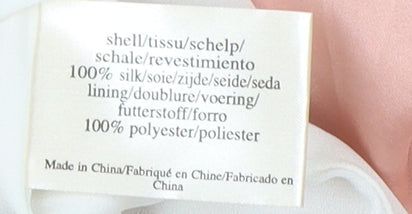 shell/tissu/schelp/
schale/revestimiento
100% silk/soie/zijde/seide/seda
lining/doublure/voering/
futterstoff/forro
100% polyester/poliester
Made in China/Fabriqué en Chine/Fabricado en
China